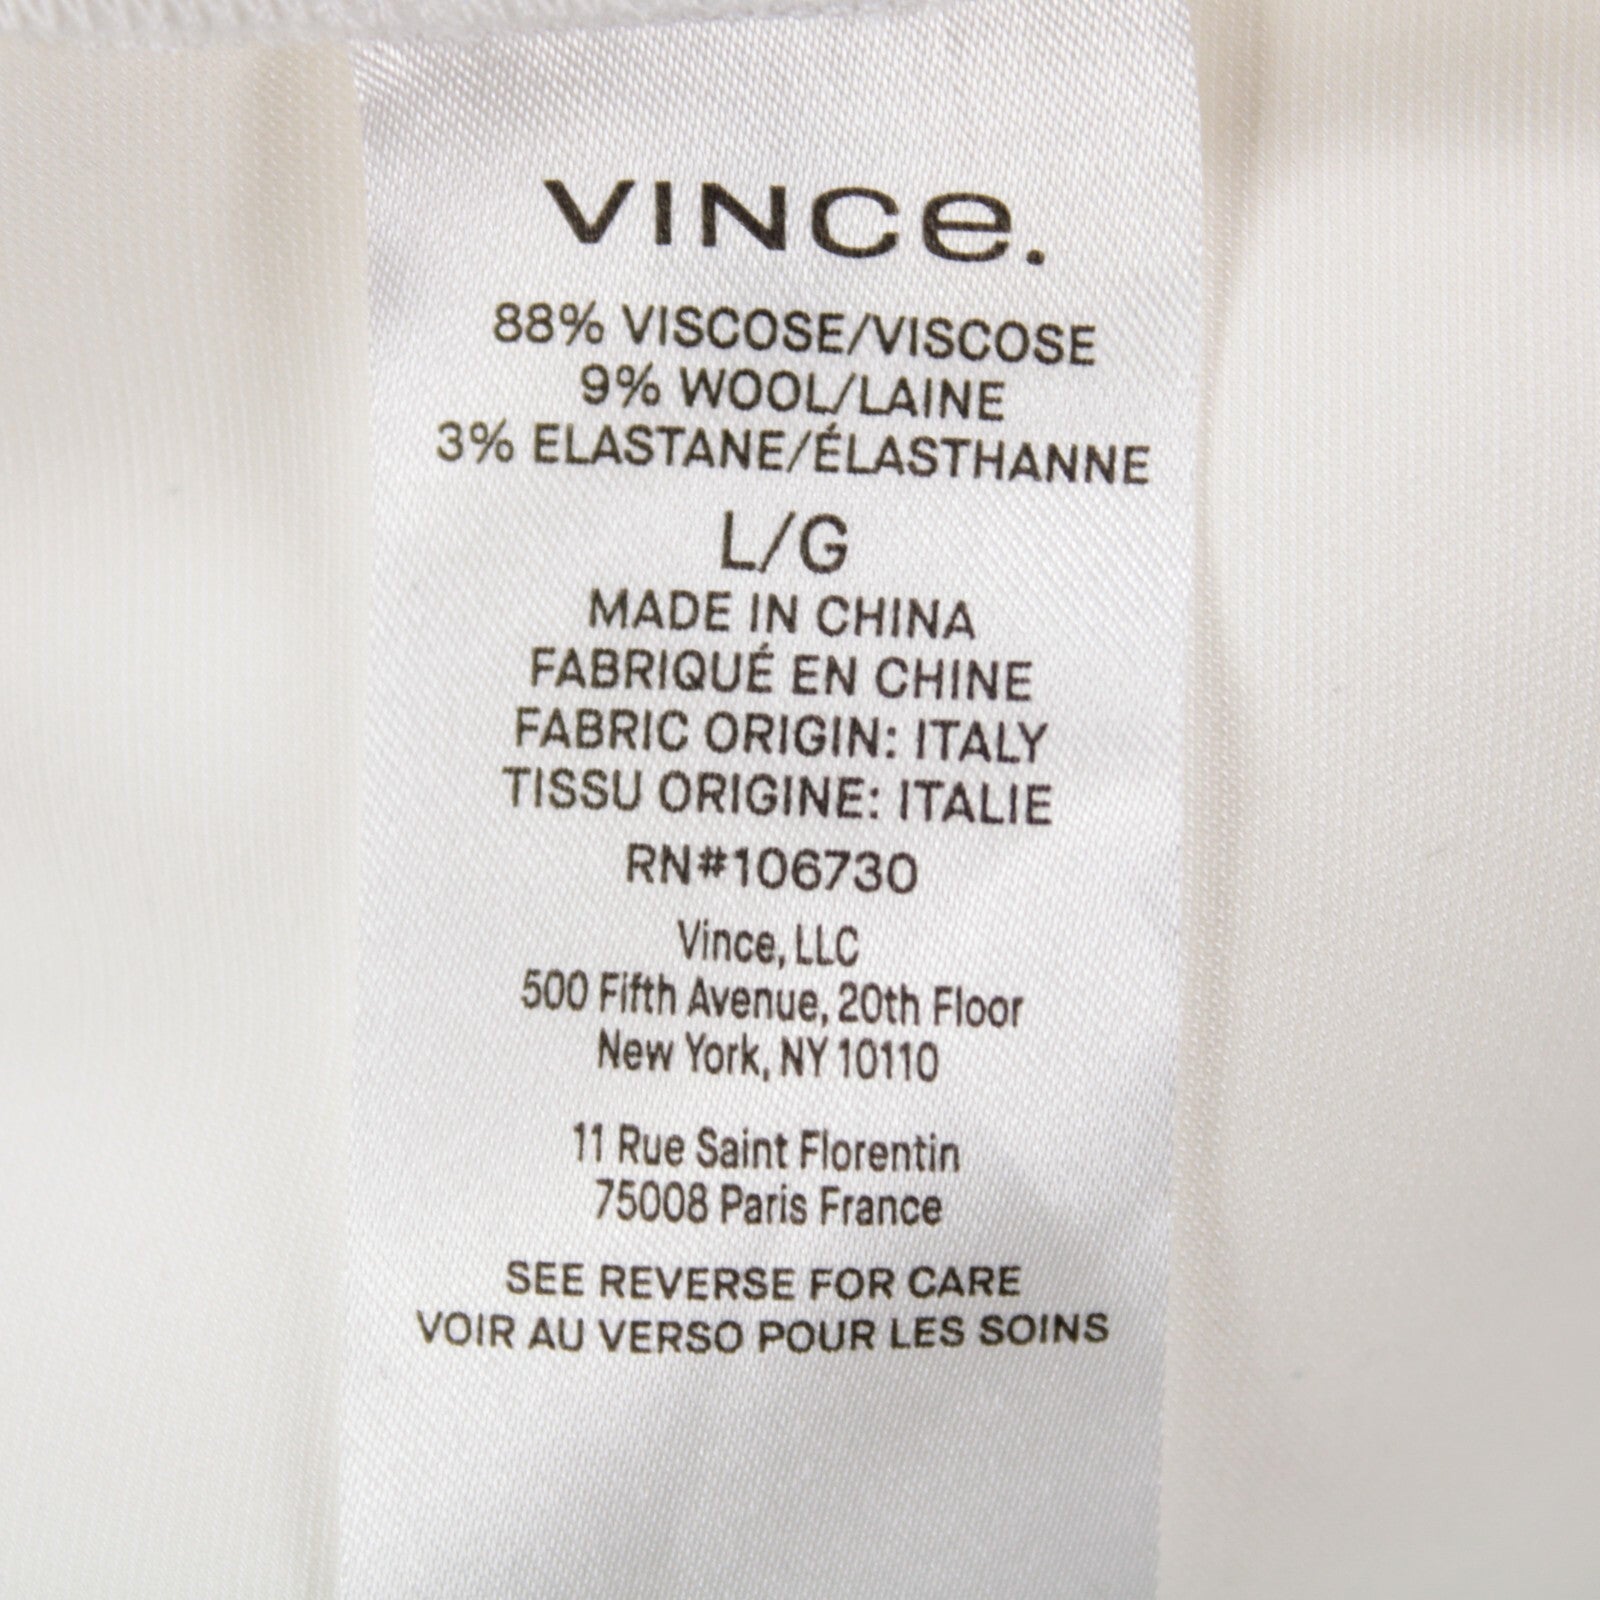 VINCe.
88% VISCOSE/VISCOSE
9% WOOL/LAINE
3% ELASTANE/ÉLASTHANNE
L/G
MADE IN CHINA
FABRIQUÉ EN CHINE
FABRIC ORIGIN: ITALY
TISSU ORIGINE: ITALIE
RN#106730
Vince, LLC
500 Fifth Avenue, 20th Floor
New York, NY 10110
11 Rue Saint Florentin
75008 Paris France
SEE REVERSE FOR CARE
VOIR AU VERSO POUR LES SOINS